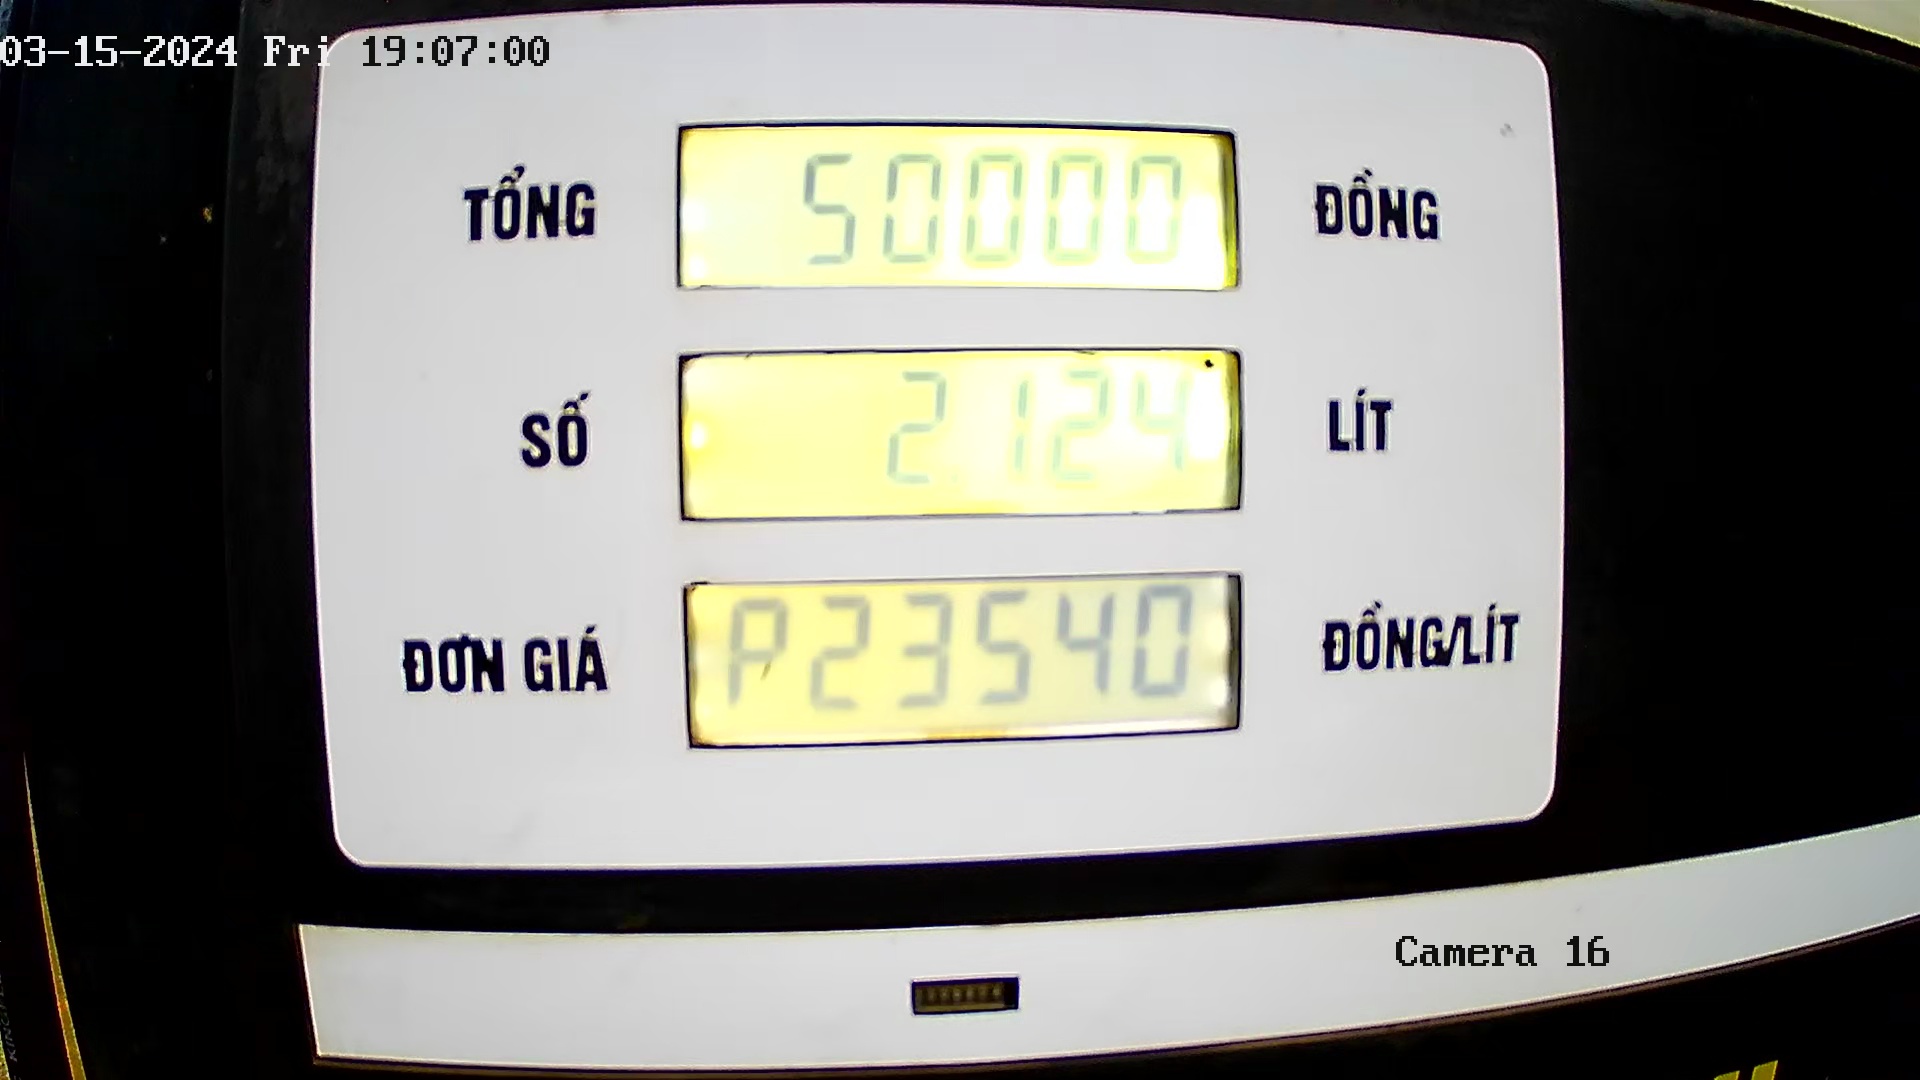 03-15-2024 Fri 19:07:00
TỔNG 50000 ĐỒNG
SỐ 2.124 LÍT
ĐƠN GIÁ P23540 ĐỒNG/LÍT
Camera 16